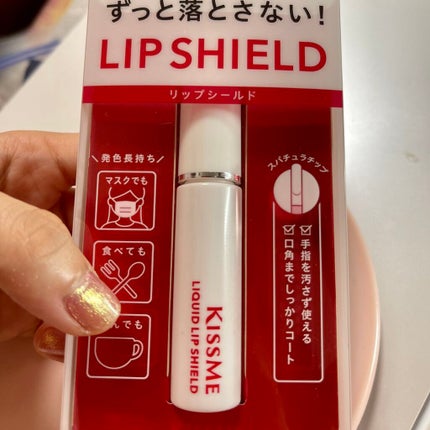 ずっと落とさない!
LIP SHIELD
リップシールド
\発色長持ち/
マスクでも
食べても
んでも
スパチュラチップ
手指を汚さず使える
口角までしっかりコート
KISSME
LIQUID LIP SHIELD